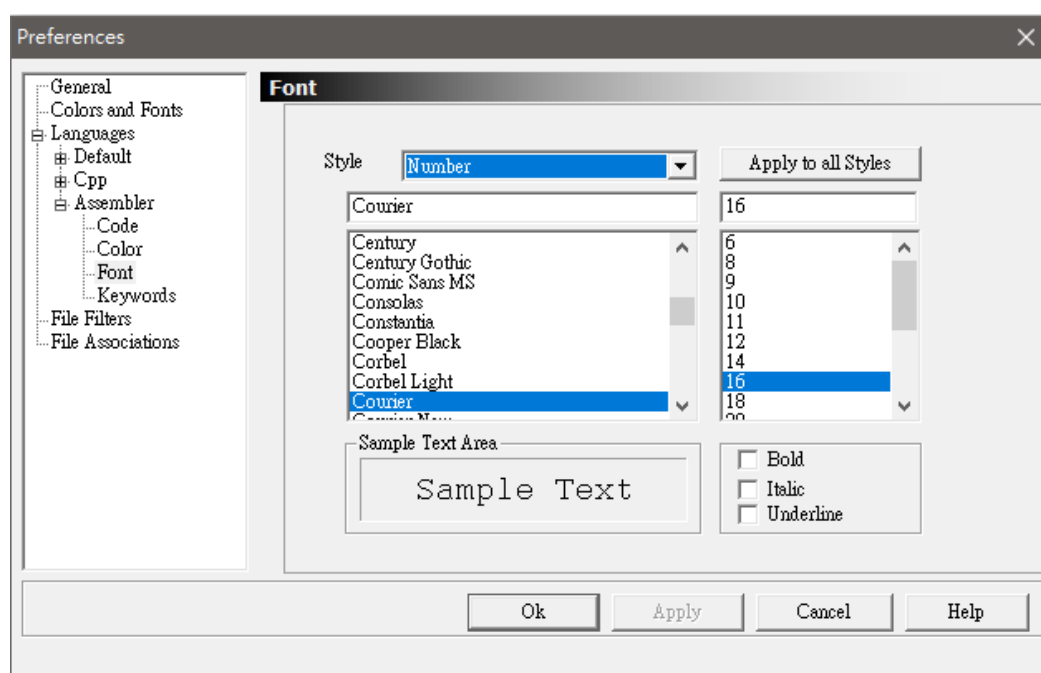 Preferences
General
Colors and Fonts
Languages
Default
Cpp
Assembler
Code
Color
Font
Keywords
File Filters
File Associations
Font
Style
Number
Apply to all Styles
Courier
16
Century
Century Gothic
Comic Sans MS
Consolas
Constantia
Cooper Black
Corbel
Corbel Light
Courier
6
8
9
10
11
12
14
16
18
Sample Text Area
Sample Text
Bold
Italic
Underline
Ok
Apply
Cancel
Help